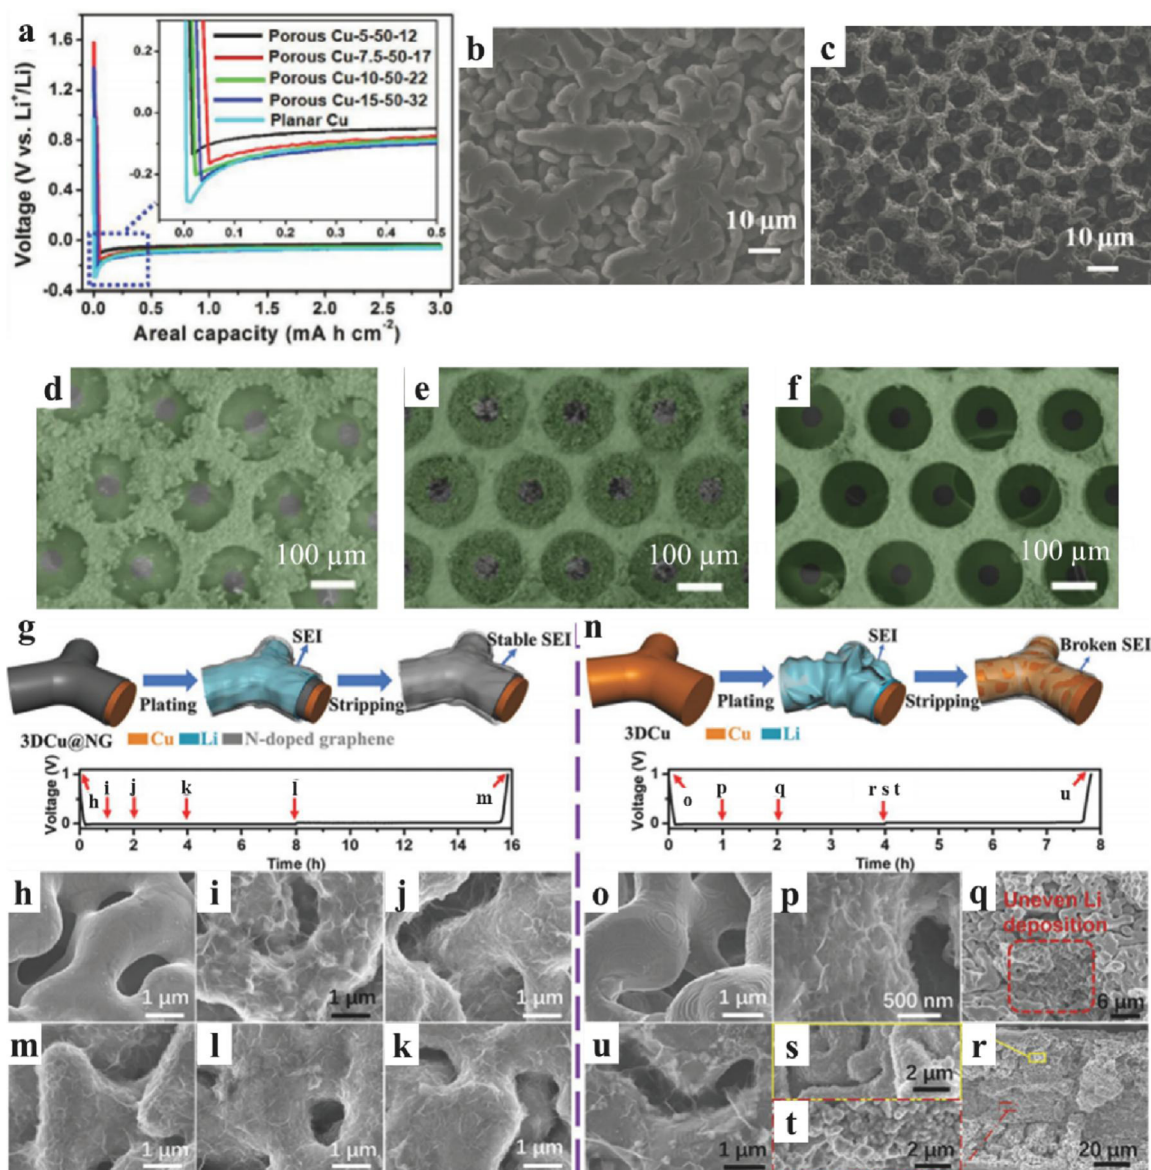 a
1.6
1.2
0.8
0.4
0.0
-0.4
Voltage (V vs. Li⁺/Li)
0.2
0.1
0.0
-0.1
-0.2
Porous Cu-5-50-12
Porous Cu-7.5-50-17
Porous Cu-10-50-22
Porous Cu-15-50-32
Planar Cu
0.0 0.1 0.2 0.3 0.4 0.5
0.0 0.5 1.0 1.5 2.0 2.5 3.0
Areal capacity (mA h cm⁻²)
b
10 μm
c
10 μm
d
100 μm
e
100 μm
f
100 μm
g
SEI
Stable SEI
Plating
Stripping
3DCu@NG Cu Li N-doped graphene
Voltage (V)
1
0
h i j k l m
0 2 4 6 8 10 12 14 16
Time (h)
n
SEI
Broken SEI
Plating
Stripping
3DCu Cu Li
Voltage (V)
1
0
o p q r s t u
0 1 2 3 4 5 6 7 8
Time (h)
h
1 μm
i
1 μm
j
1 μm
o
1 μm
p
500 nm
q
Uneven Li
deposition
6 μm
m
1 μm
l
1 μm
k
1 μm
u
1 μm
s
2 μm
t
2 μm
r
20 μm